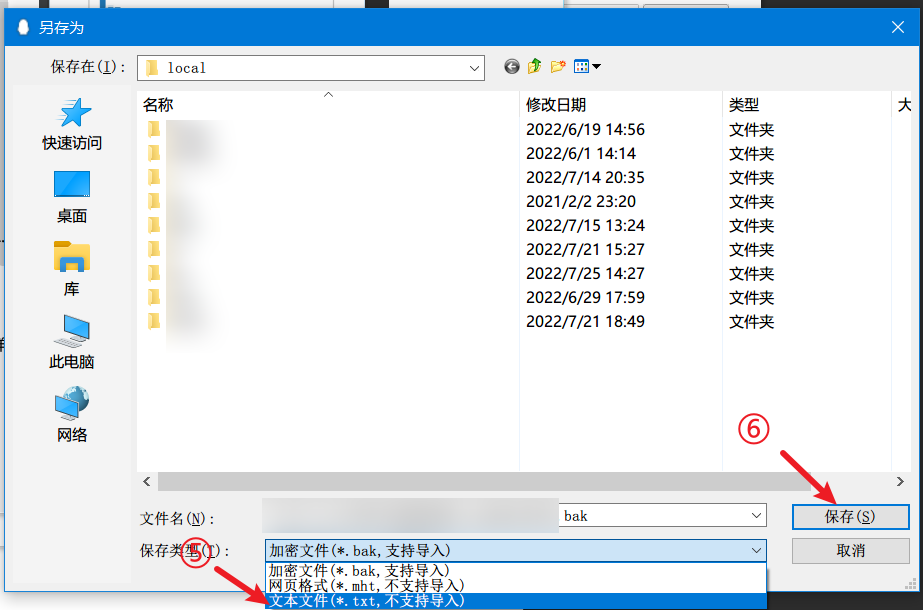 另存为
保存在(I):
local
名称
修改日期
类型
大
2022/6/19 14:56
文件夹
2022/6/1 14:14
文件夹
2022/7/14 20:35
文件夹
2021/2/2 23:20
文件夹
2022/7/15 13:24
文件夹
2022/7/21 15:27
文件夹
2022/7/25 14:27
文件夹
2022/6/29 17:59
文件夹
2022/7/21 18:49
文件夹
快速访问
桌面
库
此电脑
网络
⑥
文件名(N):
bak
保存(S)
保存类型(T):
⑤
加密文件(*.bak,支持导入)
取消
加密文件(*.bak,支持导入)
网页格式(*.mht,不支持导入)
文本文件(*.txt,不支持导入)